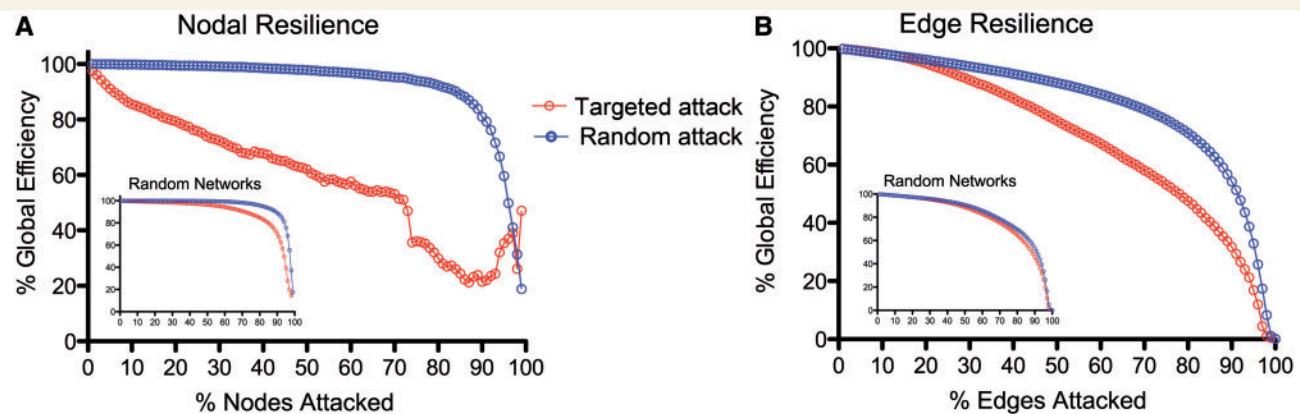 A
Nodal Resilience
% Global Efficiency
100
80
60
40
20
0
0 10 20 30 40 50 60 70 80 90 100
% Nodes Attacked
Random Networks
100
80
60
40
20
0
0 10 20 30 40 50 60 70 80 90 100
Targeted attack
Random attack
B
Edge Resilience
% Global Efficiency
100
80
60
40
20
0
0 10 20 30 40 50 60 70 80 90 100
% Edges Attacked
Random Networks
100
80
60
40
20
0
0 10 20 30 40 50 60 70 80 90 100